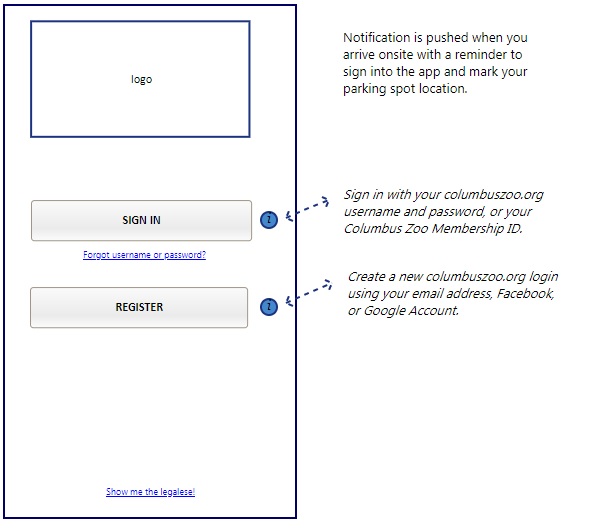 logo
Notification is pushed when you
arrive onsite with a reminder to
sign into the app and mark your
parking spot location.
SIGN IN
i
Sign in with your columbuszoo.org
username and password, or your
Columbus Zoo Membership ID.
Forgot username or password?
REGISTER
i
Create a new columbuszoo.org login
using your email address, Facebook,
or Google Account.
Show me the legalese!